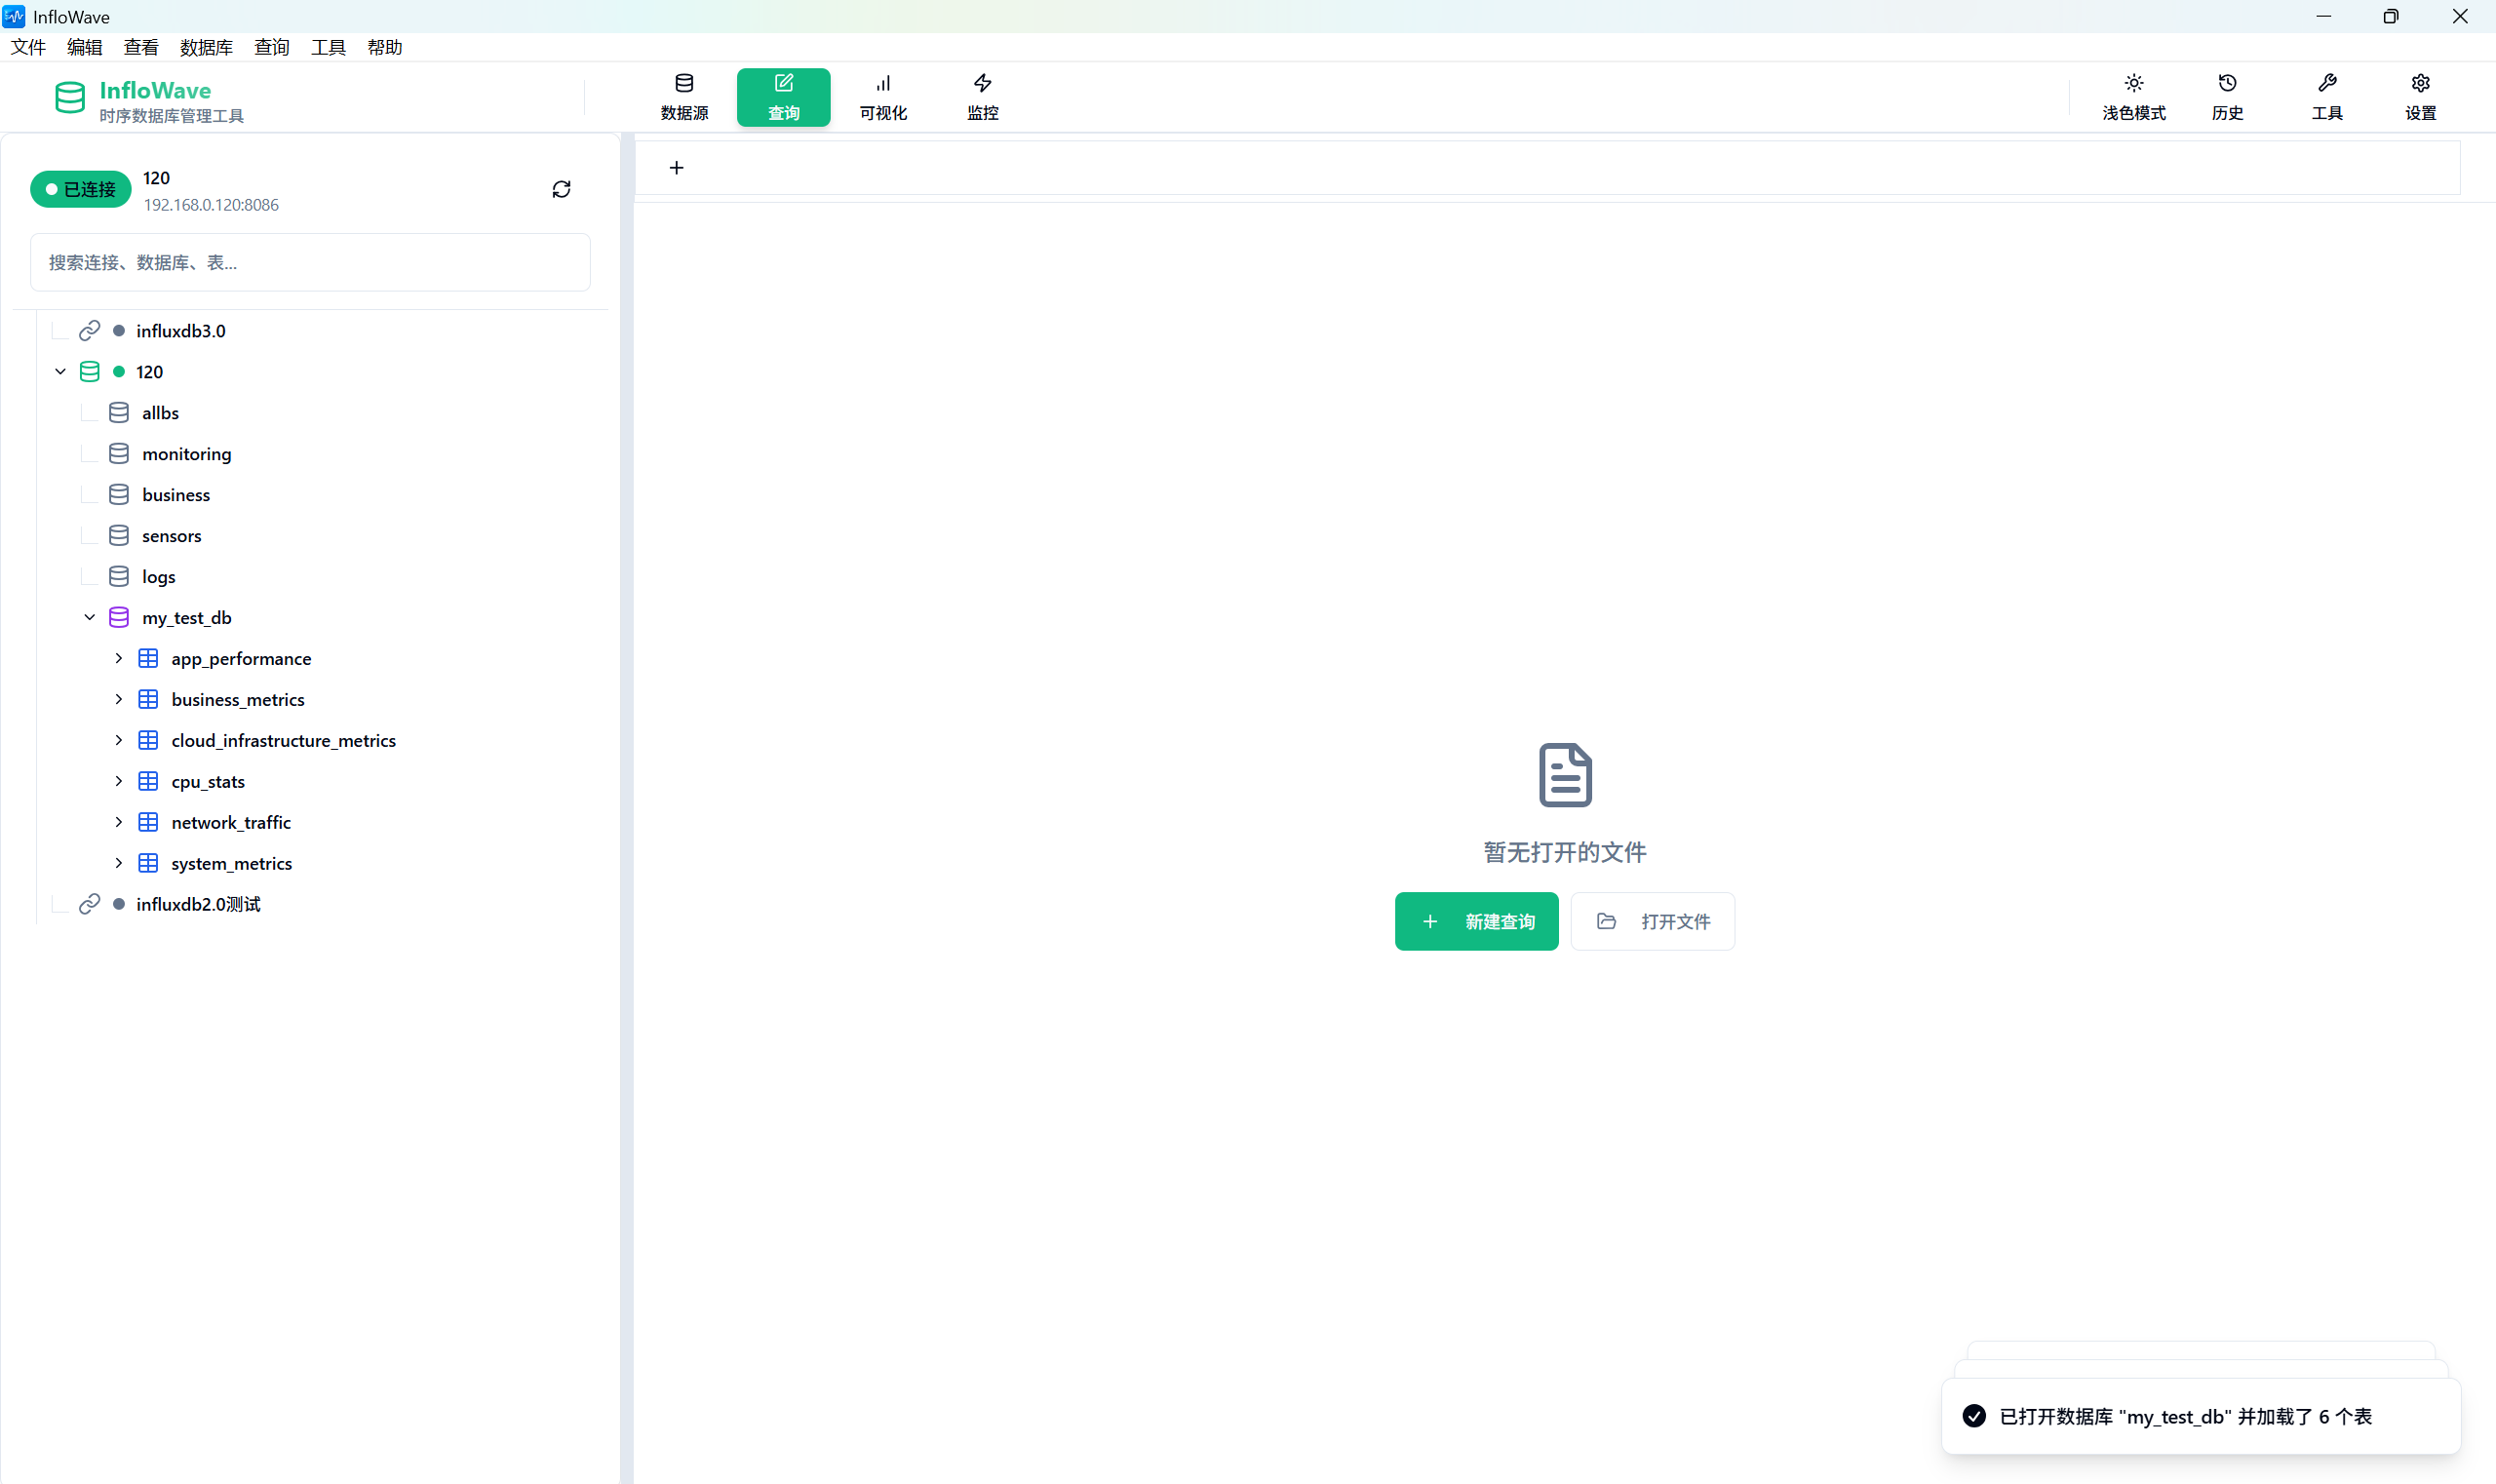 InfloWave
文件 编辑 查看 数据库 查询 工具 帮助
InfloWave
时序数据库管理工具
数据源 查询 可视化 监控
浅色模式 历史 工具 设置
已连接
120
192.168.0.120:8086
搜索连接、数据库、表...
influxdb3.0
120
allbs
monitoring
business
sensors
logs
my_test_db
app_performance
business_metrics
cloud_infrastructure_metrics
cpu_stats
network_traffic
system_metrics
influxdb2.0测试
暂无打开的文件
新建查询 打开文件
已打开数据库 "my_test_db" 并加载了 6 个表